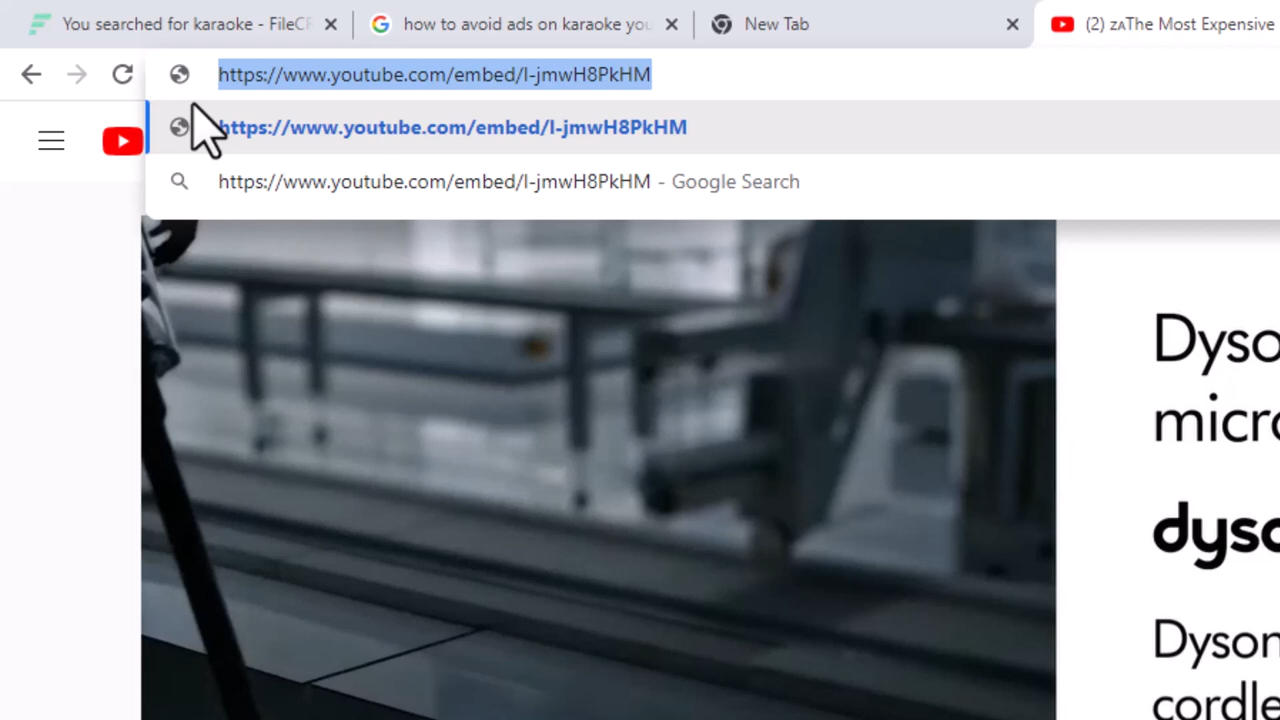 You searched for karaoke - FileC
how to avoid ads on karaoke you
New Tab
(2) zᴀThe Most Expensive
https://www.youtube.com/embed/l-jmwH8PkHM
https://www.youtube.com/embed/l-jmwH8PkHM
https://www.youtube.com/embed/l-jmwH8PkHM - Google Search
Dyso
micro
dyso
Dyson
cordle